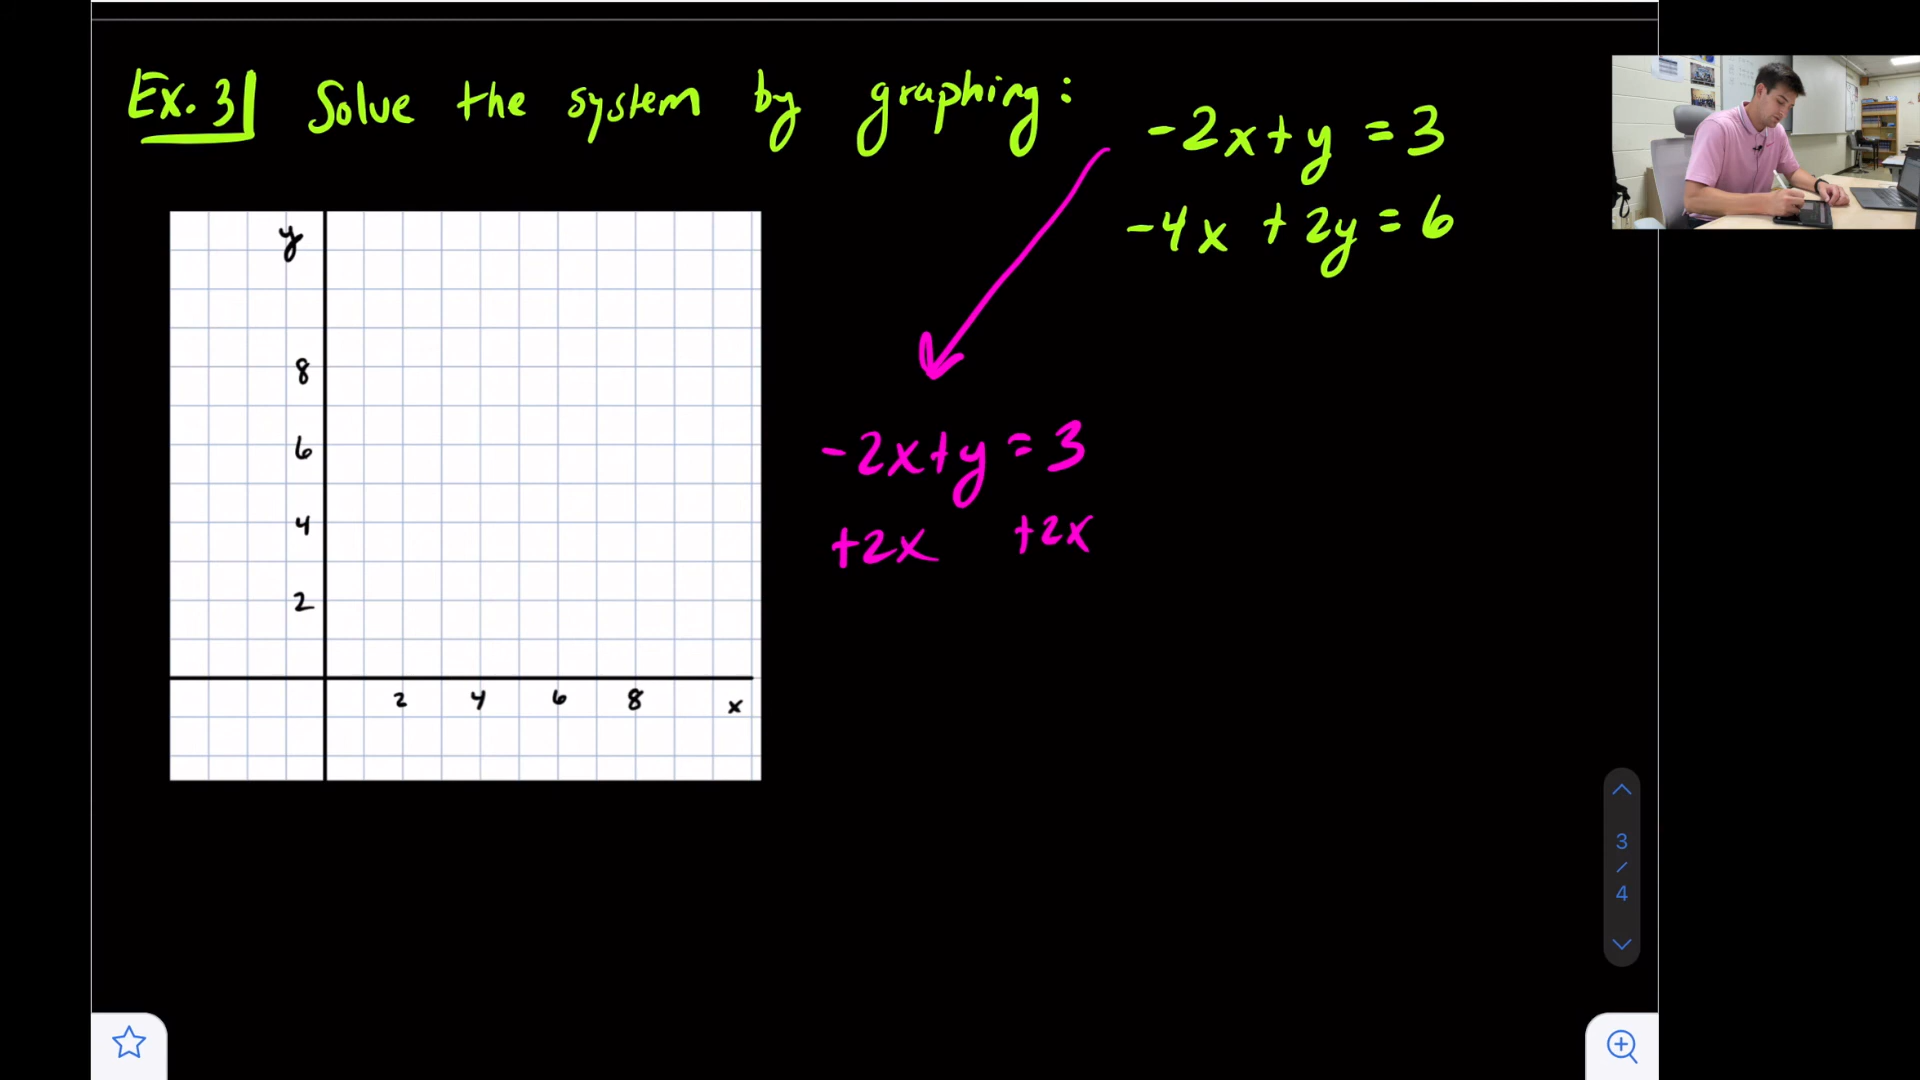 Ex. 3 Solve the system by graphing:
-2x+y = 3
-4x + 2y = 6
y
8
6
4
2
2 4 6 8 x
-2x+y = 3
+2x +2x
3
/
4